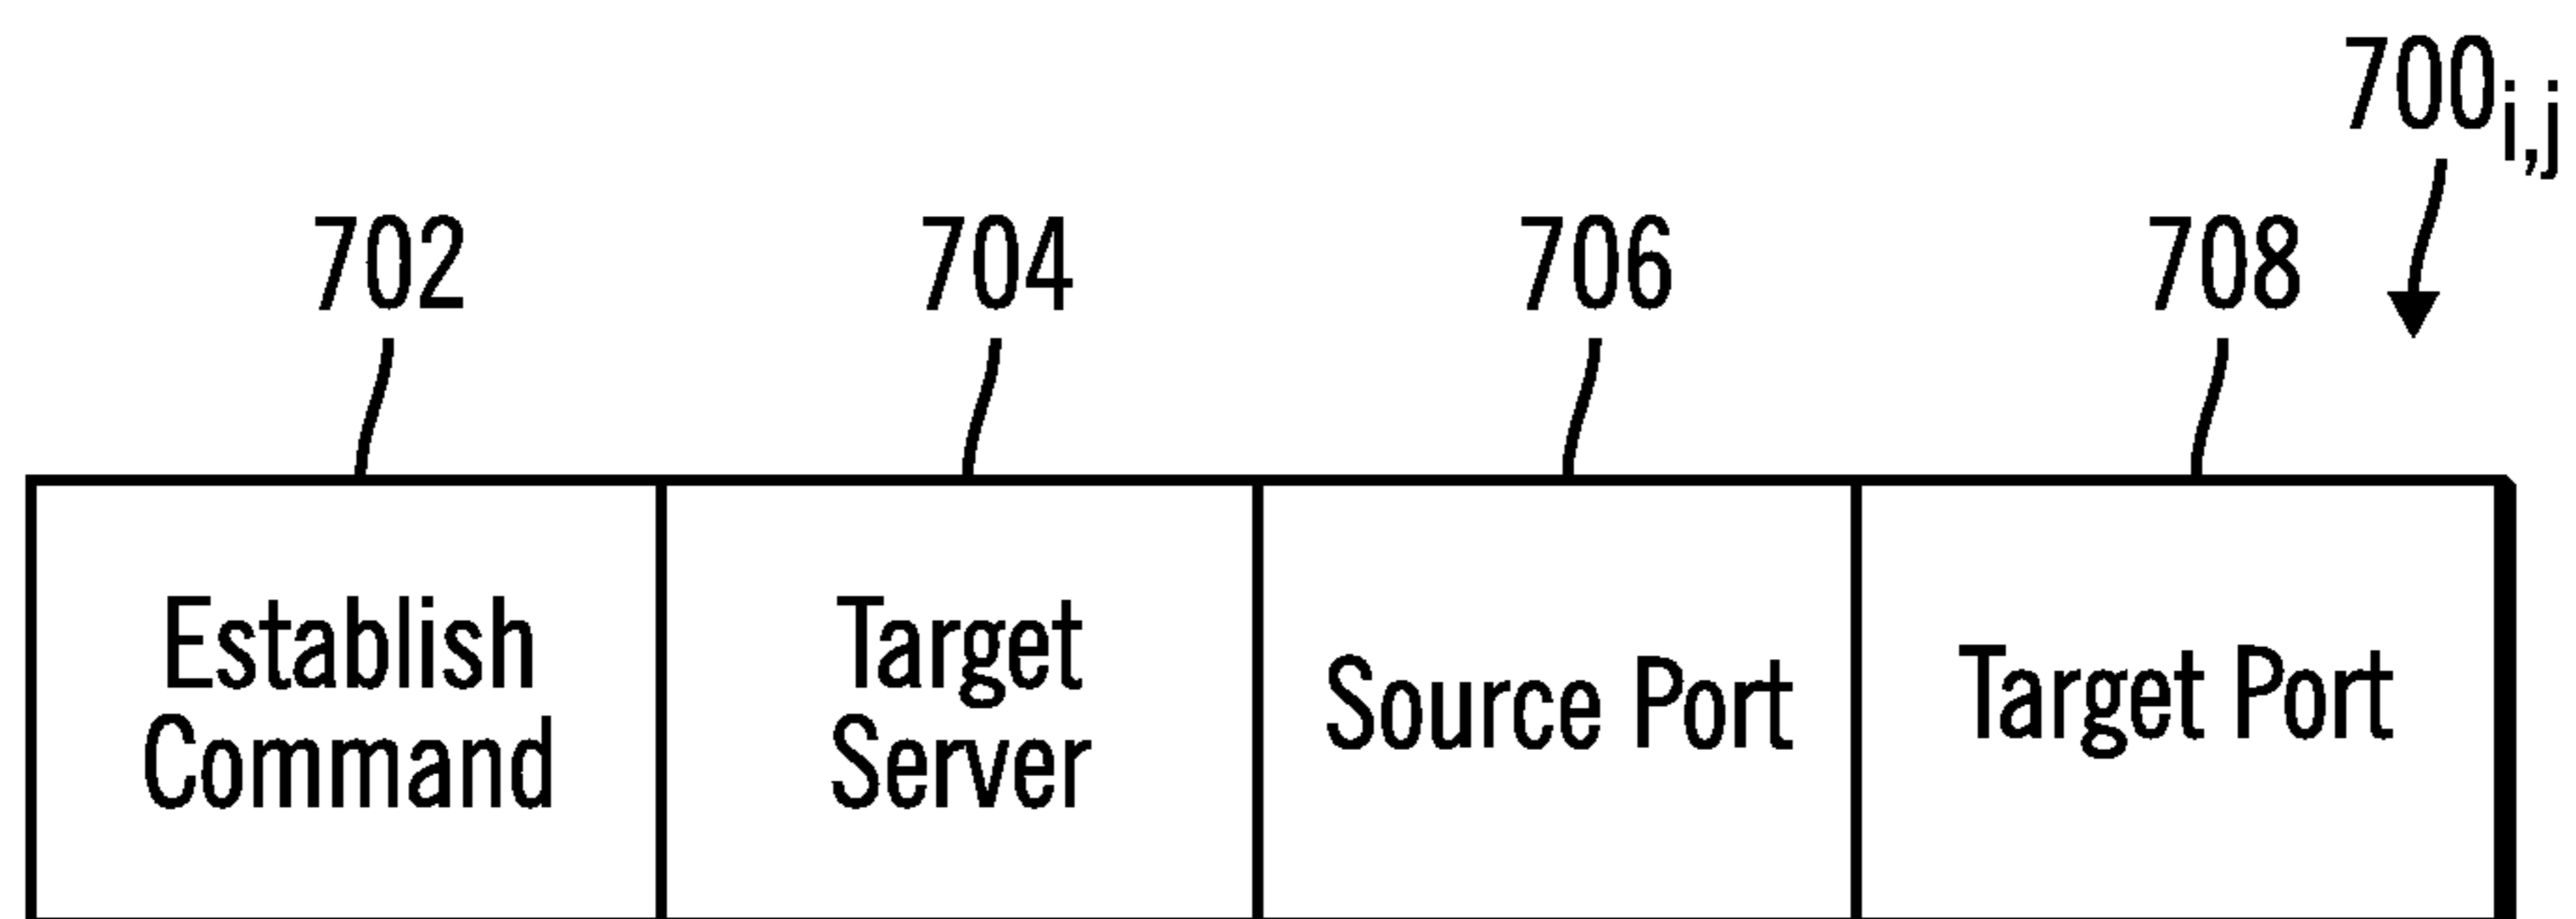 700i,j
702 704 706 708
Establish Command
Target Server
Source Port
Target Port